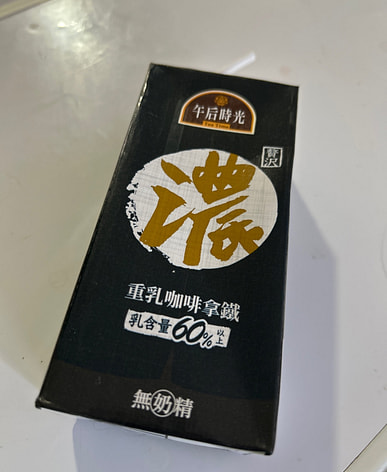 午后時光
Tea Time
贅沢
濃
重乳咖啡拿鐵
乳含量60%以上
無奶精